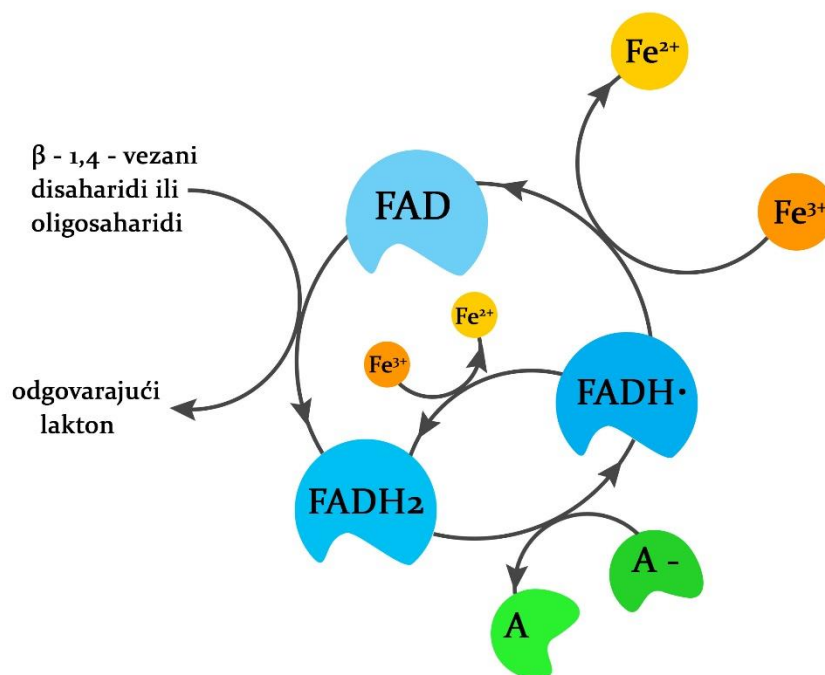 Fe²⁺
β - 1,4 - vezani
disaharidi ili
oligosaharidi
FAD
Fe³⁺
Fe²⁺
Fe³⁺
odgovarajući
lakton
FADH·
FADH2
A -
A